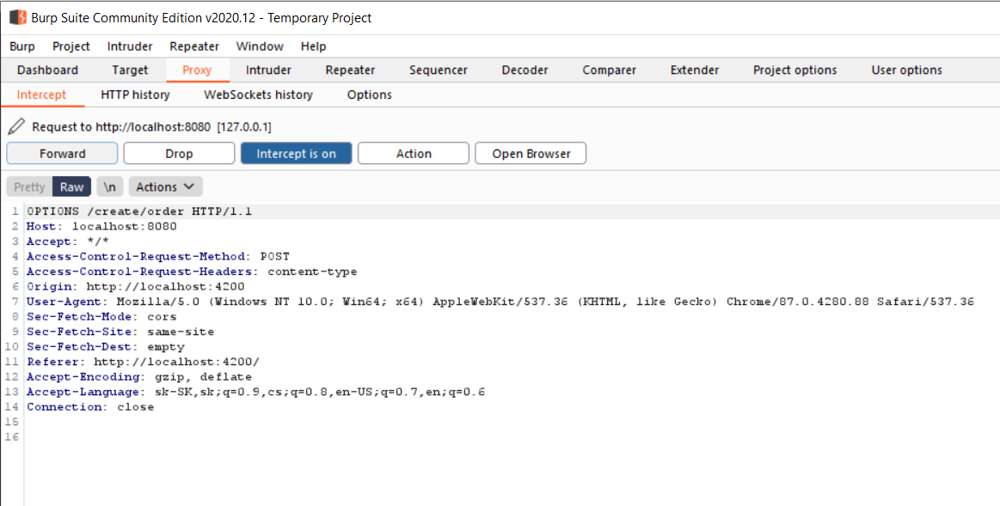 Burp Suite Community Edition v2020.12 - Temporary Project
Burp Project Intruder Repeater Window Help
Dashboard Target Proxy Intruder Repeater Sequencer Decoder Comparer Extender Project options User options
Intercept HTTP history WebSockets history Options
Request to http://localhost:8080 [127.0.0.1]
Forward Drop Intercept is on Action Open Browser
Pretty Raw \n Actions
1 OPTIONS /create/order HTTP/1.1
2 Host: localhost:8080
3 Accept: */*
4 Access-Control-Request-Method: POST
5 Access-Control-Request-Headers: content-type
6 Origin: http://localhost:4200
7 User-Agent: Mozilla/5.0 (Windows NT 10.0; Win64; x64) AppleWebKit/537.36 (KHTML, like Gecko) Chrome/87.0.4280.88 Safari/537.36
8 Sec-Fetch-Mode: cors
9 Sec-Fetch-Site: same-site
10 Sec-Fetch-Dest: empty
11 Referer: http://localhost:4200/
12 Accept-Encoding: gzip, deflate
13 Accept-Language: sk-SK,sk;q=0.9,cs;q=0.8,en-US;q=0.7,en;q=0.6
14 Connection: close
15
16